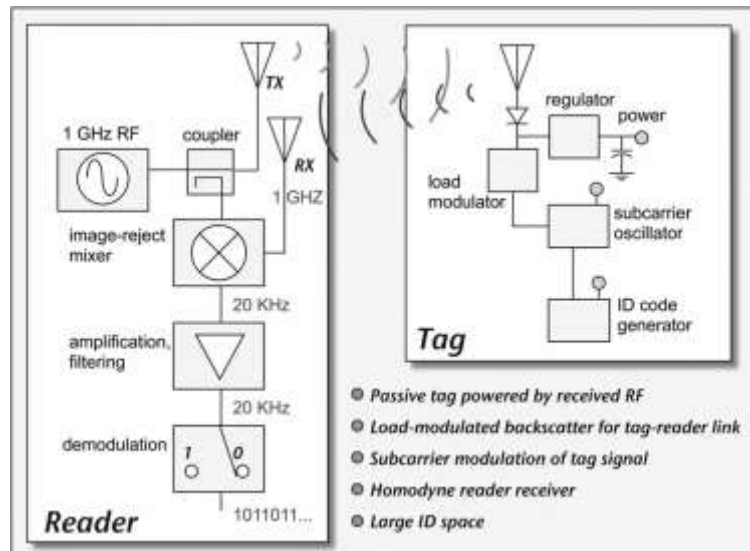 TX
1 GHz RF
coupler
RX
1 GHZ
image-reject
mixer
20 KHz
amplification,
filtering
20 KHz
demodulation
1 0
1011011...
Reader
regulator
power
load
modulator
subcarrier
oscillator
ID code
generator
Tag
Passive tag powered by received RF
Load-modulated backscatter for tag-reader link
Subcarrier modulation of tag signal
Homodyne reader receiver
Large ID space